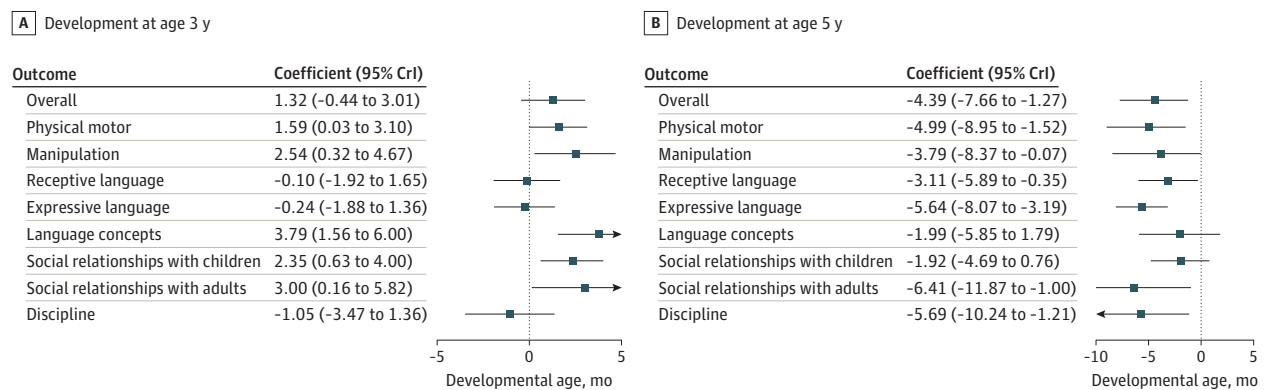 A Development at age 3 y
Outcome Coefficient (95% CrI)
Overall 1.32 (-0.44 to 3.01)
Physical motor 1.59 (0.03 to 3.10)
Manipulation 2.54 (0.32 to 4.67)
Receptive language -0.10 (-1.92 to 1.65)
Expressive language -0.24 (-1.88 to 1.36)
Language concepts 3.79 (1.56 to 6.00)
Social relationships with children 2.35 (0.63 to 4.00)
Social relationships with adults 3.00 (0.16 to 5.82)
Discipline -1.05 (-3.47 to 1.36)
-5 0 5
Developmental age, mo
B Development at age 5 y
Outcome Coefficient (95% CrI)
Overall -4.39 (-7.66 to -1.27)
Physical motor -4.99 (-8.95 to -1.52)
Manipulation -3.79 (-8.37 to -0.07)
Receptive language -3.11 (-5.89 to -0.35)
Expressive language -5.64 (-8.07 to -3.19)
Language concepts -1.99 (-5.85 to 1.79)
Social relationships with children -1.92 (-4.69 to 0.76)
Social relationships with adults -6.41 (-11.87 to -1.00)
Discipline -5.69 (-10.24 to -1.21)
-10 -5 0 5
Developmental age, mo